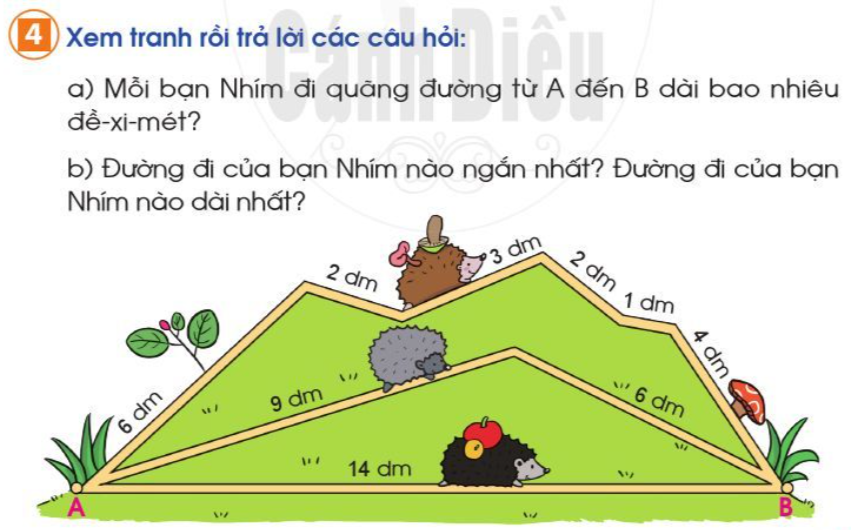 Cánh Diều
4 Xem tranh rồi trả lời các câu hỏi:
a) Mỗi bạn Nhím đi quãng đường từ A đến B dài bao nhiêu
đề-xi-mét?
b) Đường đi của bạn Nhím nào ngắn nhất? Đường đi của bạn
Nhím nào dài nhất?
3 dm
2 dm
2 dm
1 dm
4 dm
6 dm
9 dm
6 dm
14 dm
A
B